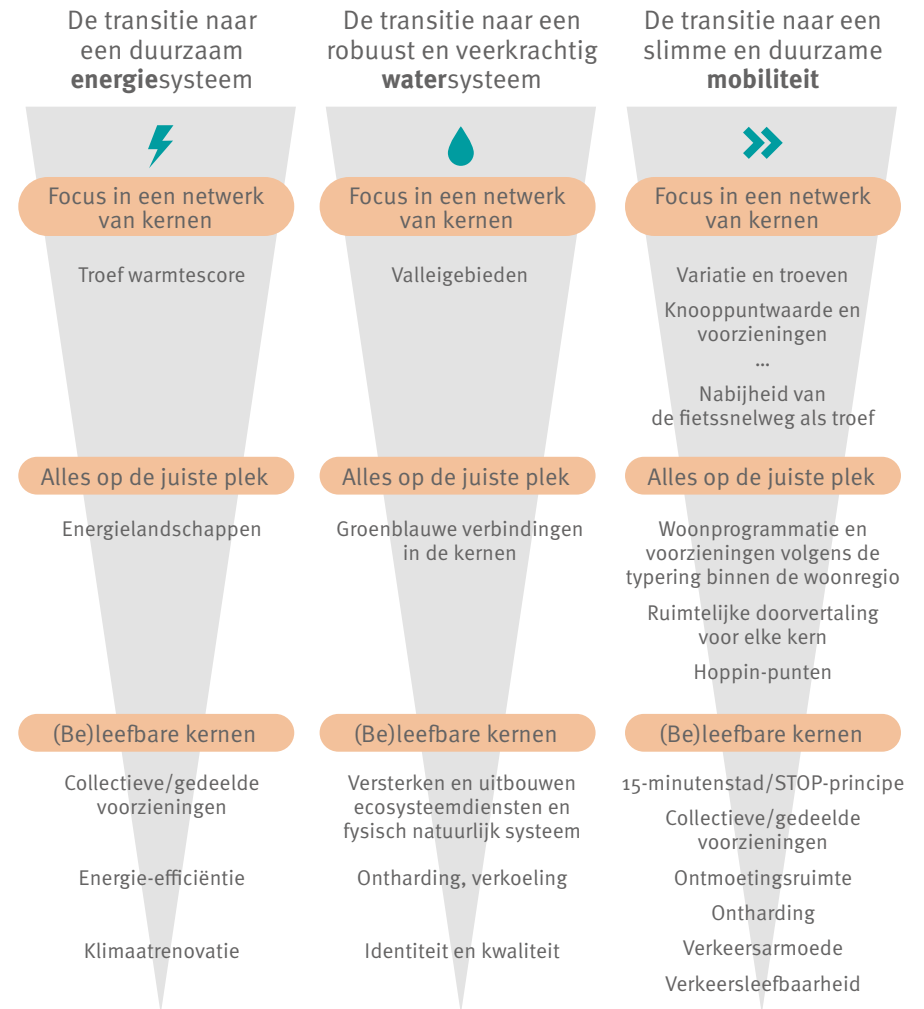 De transitie naar
een duurzaam
energiesysteem
Focus in een netwerk
van kernen
Troef warmtescore
Alles op de juiste plek
Energielandschappen
(Be)leefbare kernen
Collectieve/gedeelde
voorzieningen
Energie-efficiëntie
Klimaatrenovatie
De transitie naar een
robuust en veerkrachtig
watersysteem
Focus in een netwerk
van kernen
Valleigebieden
Alles op de juiste plek
Groenblauwe verbindingen
in de kernen
(Be)leefbare kernen
Versterken en uitbouwen
ecosysteemdiensten en
fysisch natuurlijk systeem
Ontharding, verkoeling
Identiteit en kwaliteit
De transitie naar een
slimme en duurzame
mobiliteit
Focus in een netwerk
van kernen
Variatie en troeven
Knooppuntwaarde en
voorzieningen
...
Nabijheid van
de fietssnelweg als troef
Alles op de juiste plek
Woonprogrammatie en
voorzieningen volgens de
typering binnen de woonregio
Ruimtelijke doorvertaling
voor elke kern
Hoppin-punten
(Be)leefbare kernen
15-minutenstad/STOP-principe
Collectieve/gedeelde
voorzieningen
Ontmoetingsruimte
Ontharding
Verkeersarmoede
Verkeersleefbaarheid